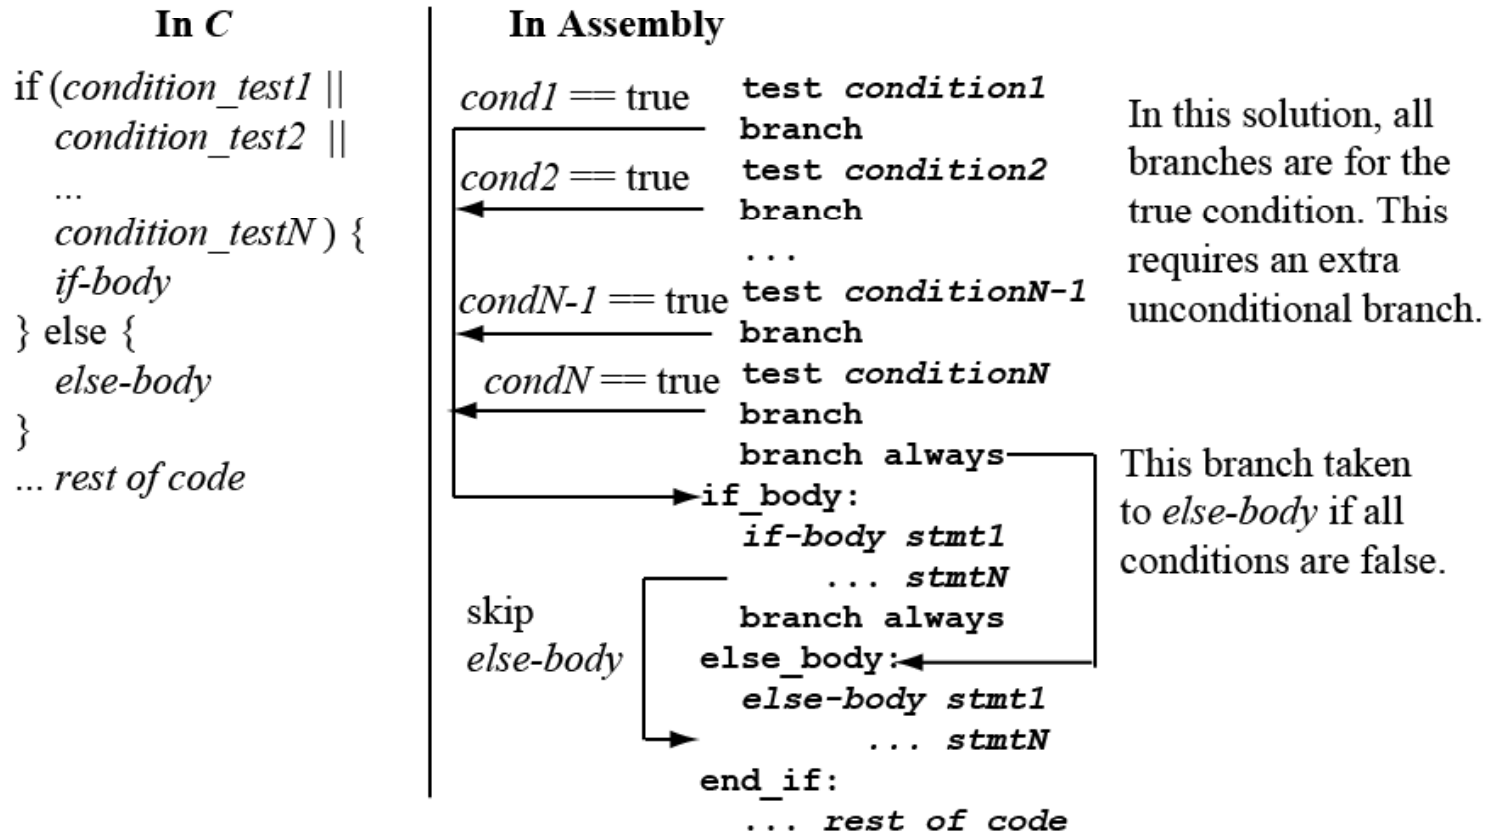 In C
if (condition_test1 ||
condition_test2 ||
...
condition_testN ) {
if-body
} else {
else-body
}
... rest of code
In Assembly
cond1 == true
test condition1
branch
cond2 == true
test condition2
branch
...
condN-1 == true
test conditionN-1
branch
condN == true
test conditionN
branch
branch always
if_body:
if-body stmt1
... stmtN
branch always
skip
else-body
else_body:
else-body stmt1
... stmtN
end_if:
... rest of code
In this solution, all
branches are for the
true condition. This
requires an extra
unconditional branch.
This branch taken
to else-body if all
conditions are false.